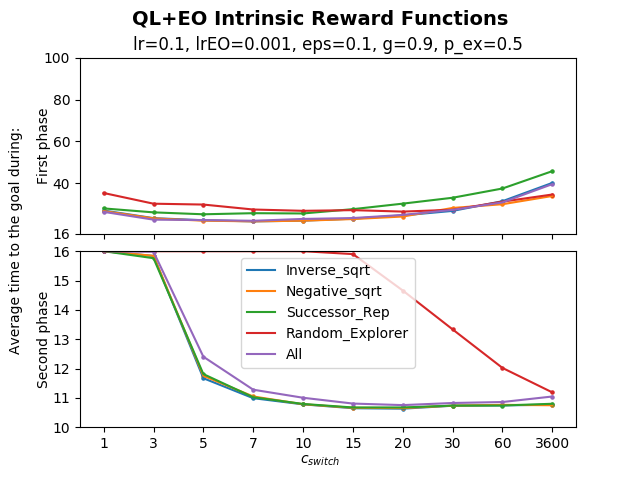 QL+EO Intrinsic Reward Functions
lr=0.1, lrEO=0.001, eps=0.1, g=0.9, p_ex=0.5
Average time to the goal during:
First phase
100
80
60
40
16
Second phase
16
15
14
13
12
11
10
Inverse_sqrt
Negative_sqrt
Successor_Rep
Random_Explorer
All
1 3 5 7 10 15 20 30 60 3600
c_switch